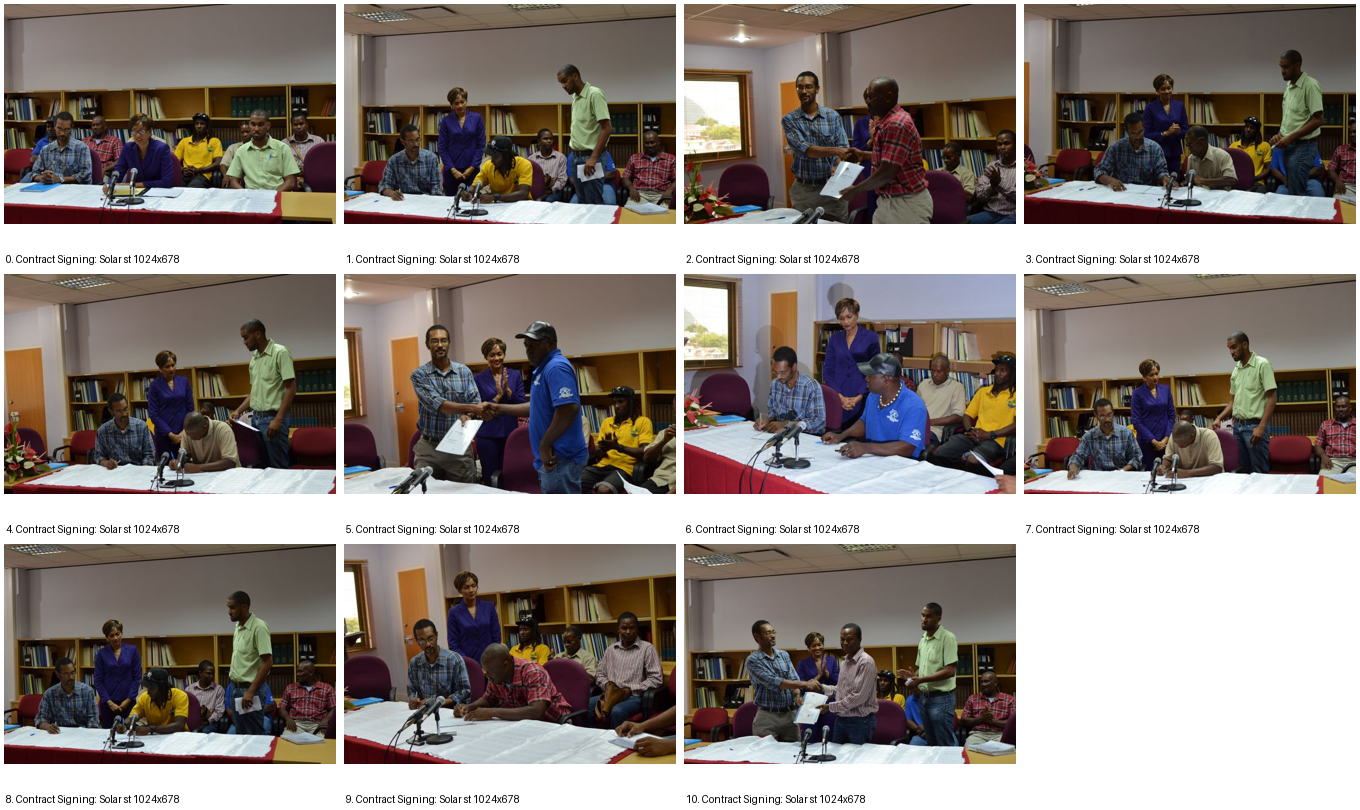 0. Contract Signing: Solar st 1024x678
1. Contract Signing: Solar st 1024x678
2. Contract Signing: Solar st 1024x678
3. Contract Signing: Solar st 1024x678
4. Contract Signing: Solar st 1024x678
5. Contract Signing: Solar st 1024x678
6. Contract Signing: Solar st 1024x678
7. Contract Signing: Solar st 1024x678
8. Contract Signing: Solar st 1024x678
9. Contract Signing: Solar st 1024x678
10. Contract Signing: Solar st 1024x678